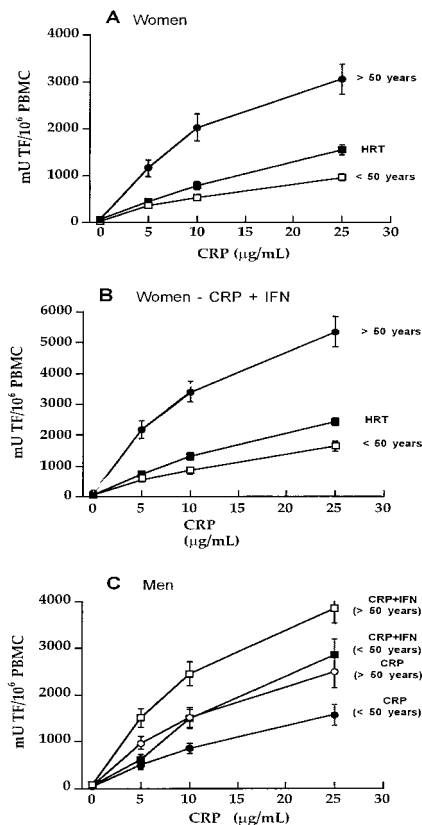 A Women
4000
3000
2000
1000
0
mU TF/10⁶ PBMC
> 50 years
HRT
< 50 years
0 5 10 15 20 25 30
CRP (μg/mL)
B Women - CRP + IFN
6000
5000
4000
3000
2000
1000
0
mU TF/10⁶ PBMC
> 50 years
HRT
< 50 years
0 5 10 15 20 25 30
CRP
(μg/mL)
C Men
4000
3000
2000
1000
0
mU TF/10⁶ PBMC
CRP+IFN
(> 50 years)
CRP+IFN
(< 50 years)
CRP
(> 50 years)
CRP
(< 50 years)
0 5 10 15 20 25 30
CRP (μg/mL)